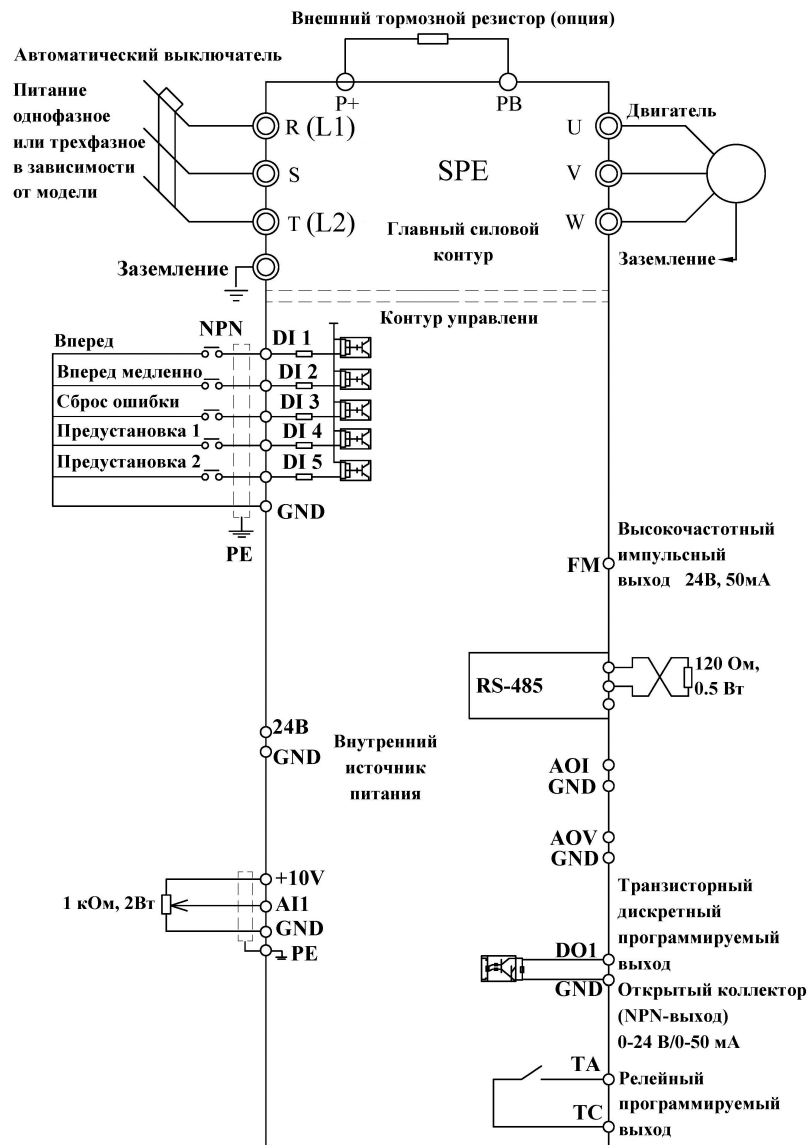 Внешний тормозной резистор (опция)
Автоматический выключатель
Питание
однофазное
или трехфазное
в зависимости
от модели
P+
PB
R (L1)
S
T (L2)
SPE
U
V
W
Двигатель
Главный силовой
контур
Заземление
Заземление
Контур управлени
NPN
Вперед
DI 1
Вперед медленно
DI 2
Сброс ошибки
DI 3
Предустановка 1
DI 4
Предустановка 2
DI 5
GND
PE
FM
Высокочастотный
импульсный
выход 24В, 50мА
RS-485
120 Ом,
0.5 Вт
24В
GND
Внутренний
источник
питания
AOI
GND
AOV
GND
+10V
1 кОм, 2Вт
AI1
GND
PE
Транзисторный
дискретный
программируемый
выход
DO1
GND
Открытый коллектор
(NPN-выход)
0-24 В/0-50 мА
TA
TC
Релейный
программируемый
выход